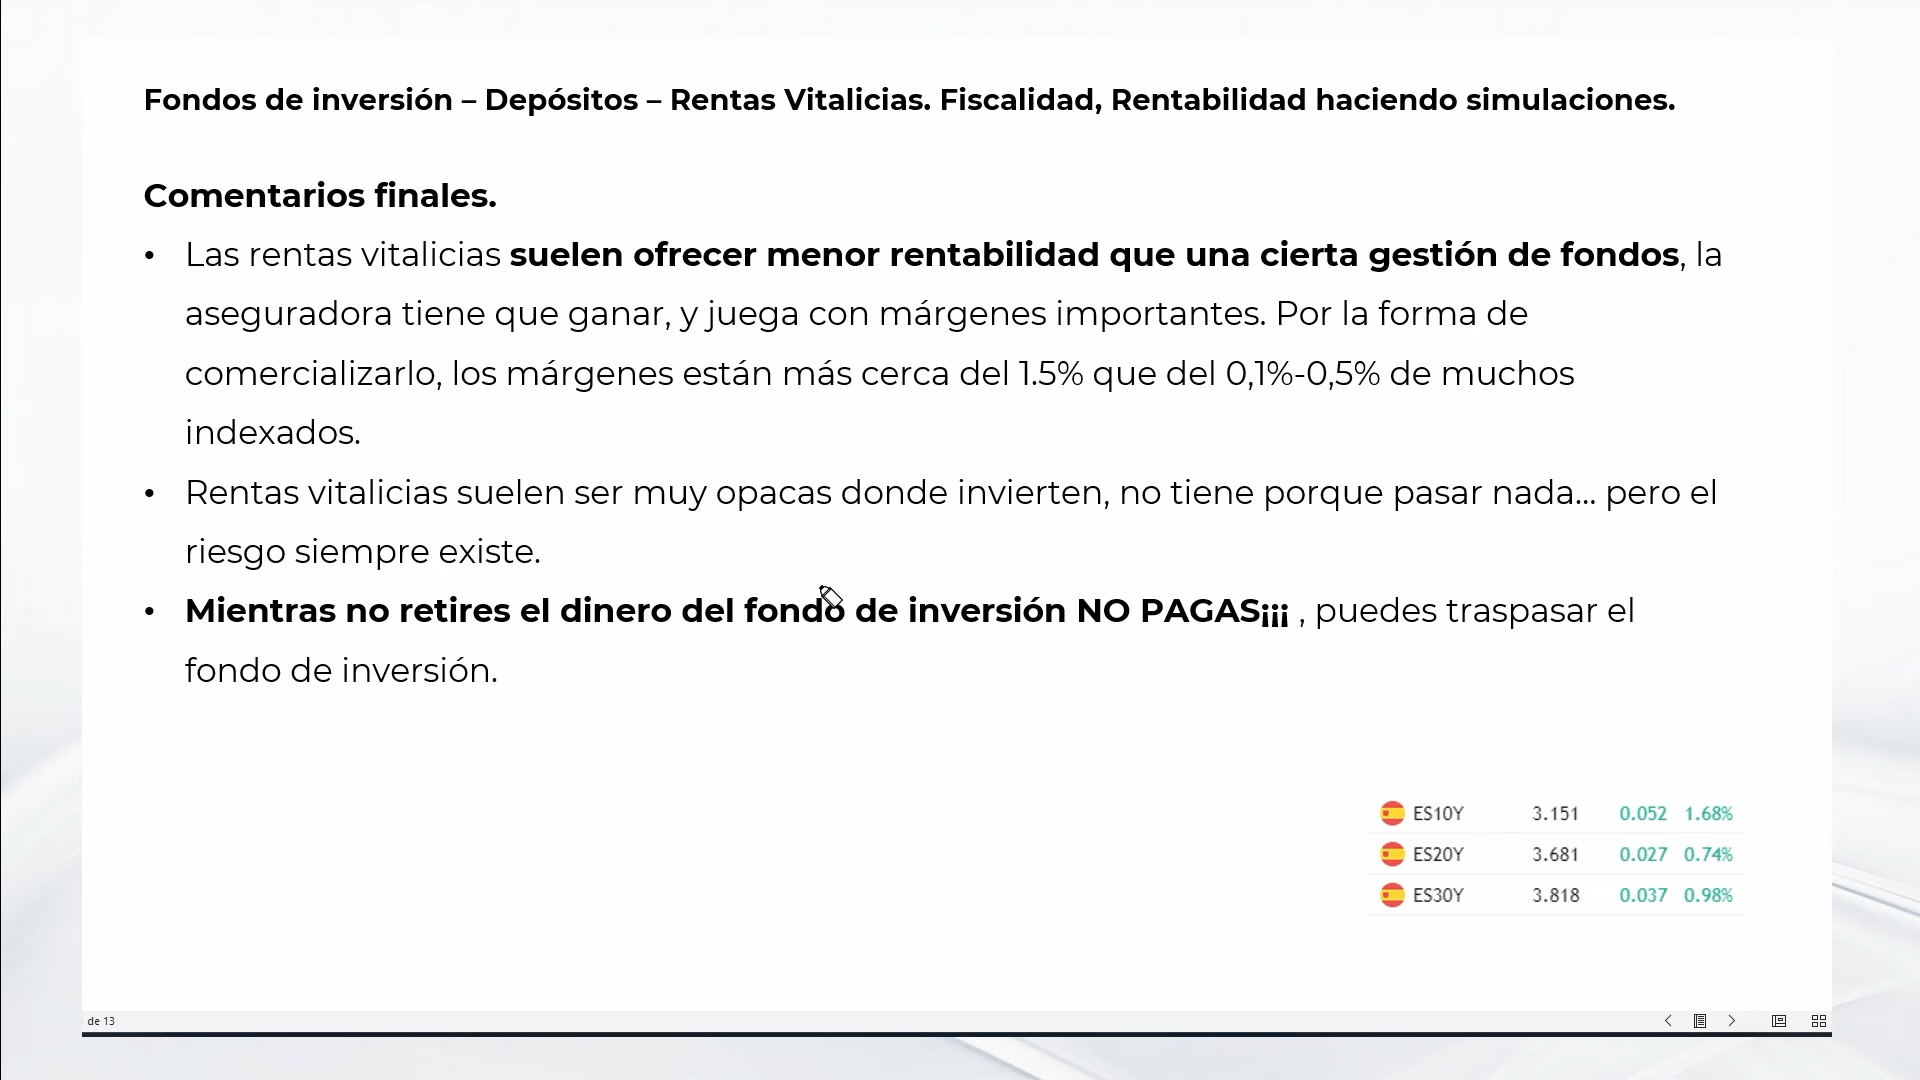 Fondos de inversión – Depósitos – Rentas Vitalicias. Fiscalidad, Rentabilidad haciendo simulaciones.
Comentarios finales.
• Las rentas vitalicias suelen ofrecer menor rentabilidad que una cierta gestión de fondos, la
aseguradora tiene que ganar, y juega con márgenes importantes. Por la forma de
comercializarlo, los márgenes están más cerca del 1.5% que del 0,1%-0,5% de muchos
indexados.
• Rentas vitalicias suelen ser muy opacas donde invierten, no tiene porque pasar nada... pero el
riesgo siempre existe.
• Mientras no retires el dinero del fondo de inversión NO PAGAS¡¡¡ , puedes traspasar el
fondo de inversión.
ES10Y 3.151 0.052 1.68%
ES20Y 3.681 0.027 0.74%
ES30Y 3.818 0.037 0.98%
de 13